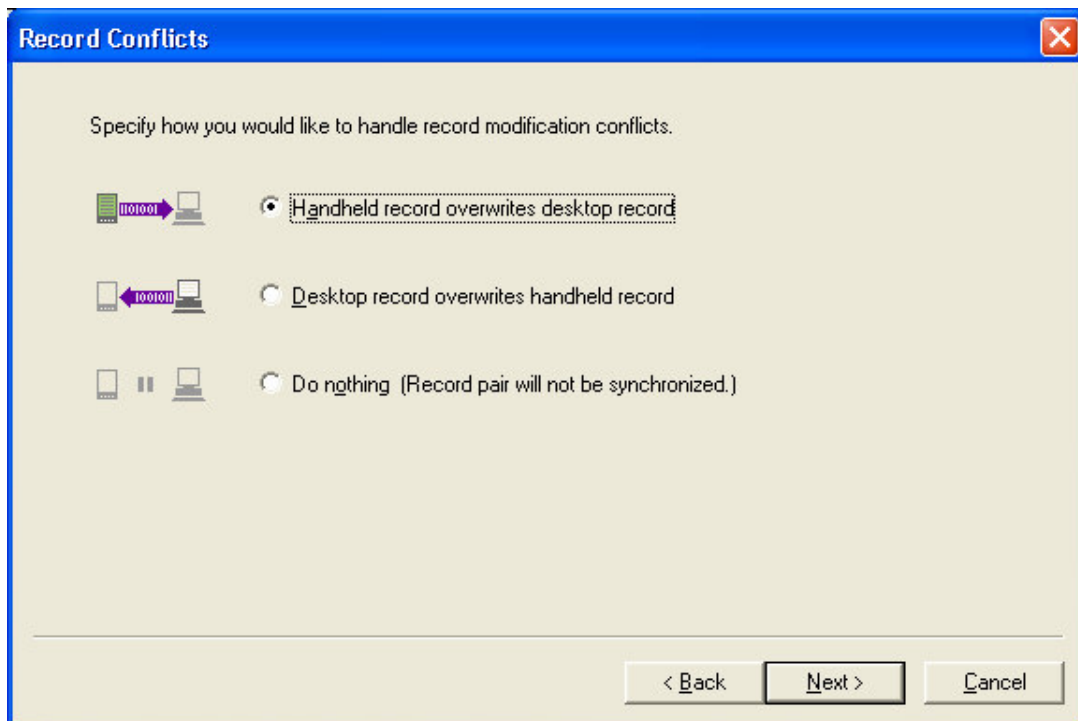 Record Conflicts
Specify how you would like to handle record modification conflicts.
Handheld record overwrites desktop record
Desktop record overwrites handheld record
Do nothing (Record pair will not be synchronized.)
< Back Next > Cancel